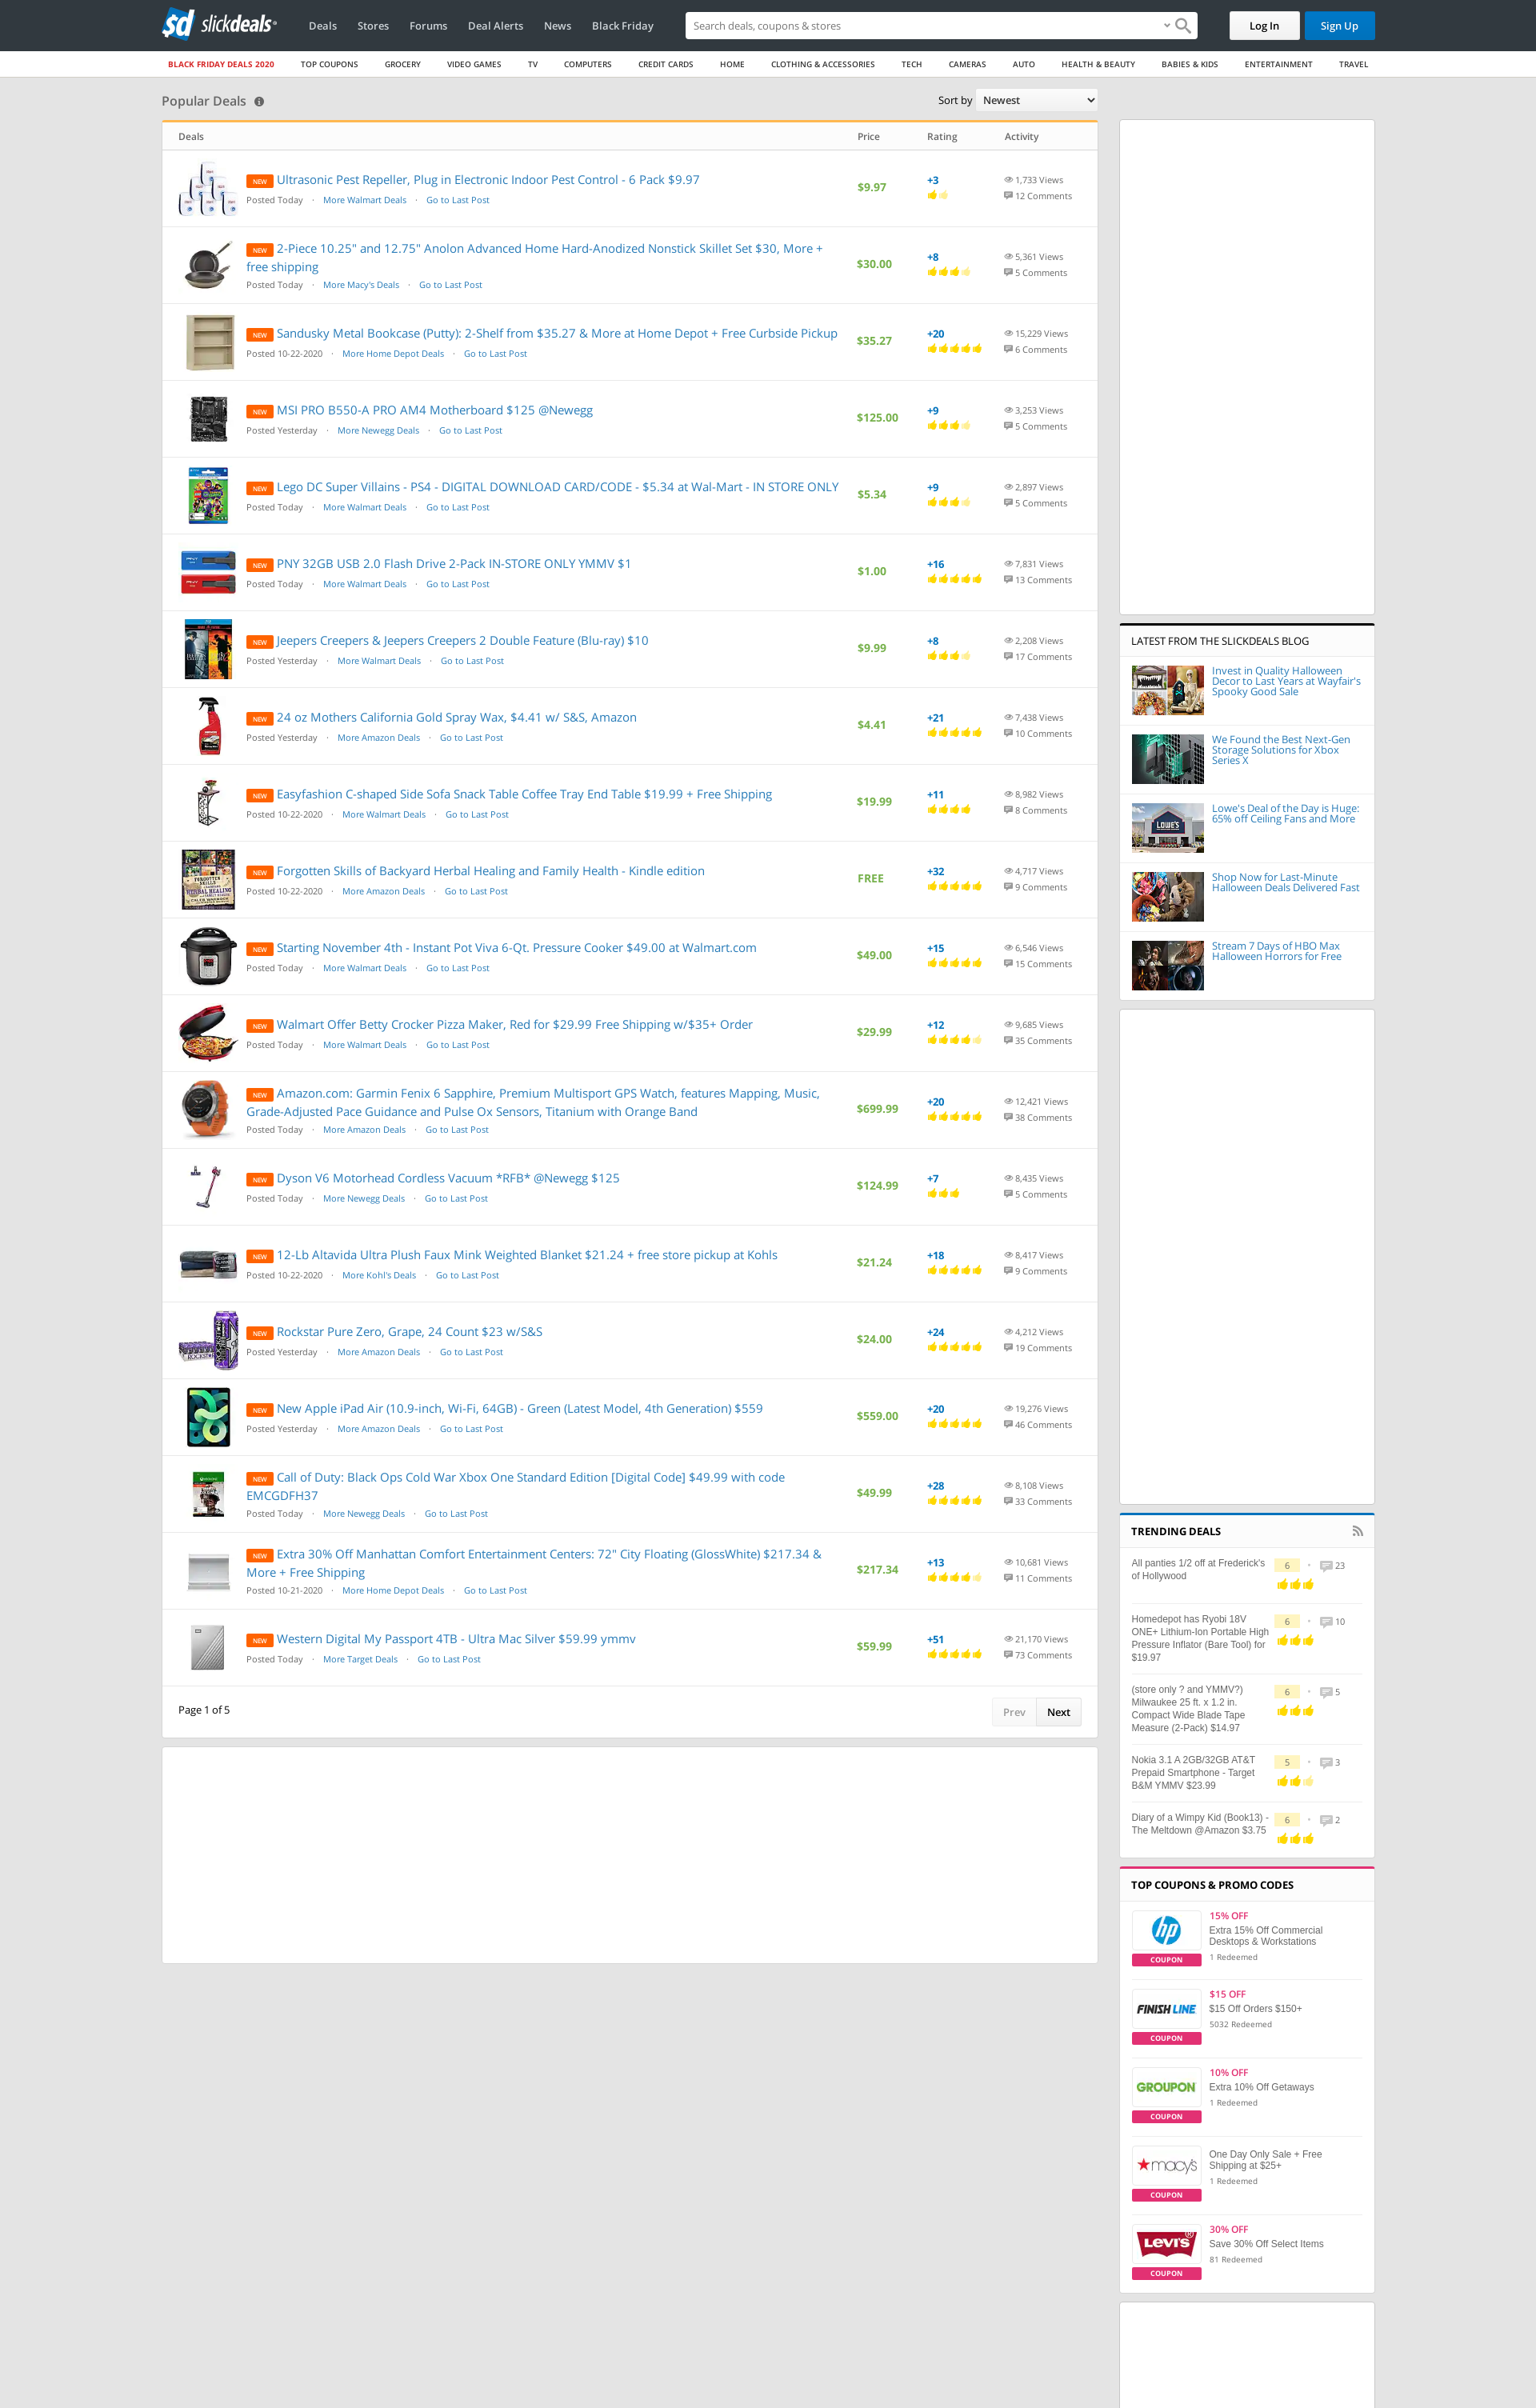 sd slickdeals
Deals Stores Forums Deal Alerts News Black Friday
Search deals, coupons & stores
Log In Sign Up
BLACK FRIDAY DEALS 2020 TOP COUPONS GROCERY VIDEO GAMES TV COMPUTERS CREDIT CARDS HOME CLOTHING & ACCESSORIES TECH CAMERAS AUTO HEALTH & BEAUTY BABIES & KIDS ENTERTAINMENT TRAVEL
Popular Deals
Sort by Newest
Deals Price Rating Activity
NEW Ultrasonic Pest Repeller, Plug in Electronic Indoor Pest Control - 6 Pack $9.97
Posted Today · More Walmart Deals · Go to Last Post
$9.97
+3
1,733 Views
12 Comments
NEW 2-Piece 10.25" and 12.75" Anolon Advanced Home Hard-Anodized Nonstick Skillet Set $30, More +
free shipping
Posted Today · More Macy's Deals · Go to Last Post
$30.00
+8
5,361 Views
5 Comments
NEW Sandusky Metal Bookcase (Putty): 2-Shelf from $35.27 & More at Home Depot + Free Curbside Pickup
Posted 10-22-2020 · More Home Depot Deals · Go to Last Post
$35.27
+20
15,229 Views
6 Comments
NEW MSI PRO B550-A PRO AM4 Motherboard $125 @Newegg
Posted Yesterday · More Newegg Deals · Go to Last Post
$125.00
+9
3,253 Views
5 Comments
NEW Lego DC Super Villains - PS4 - DIGITAL DOWNLOAD CARD/CODE - $5.34 at Wal-Mart - IN STORE ONLY
Posted Today · More Walmart Deals · Go to Last Post
$5.34
+9
2,897 Views
5 Comments
NEW PNY 32GB USB 2.0 Flash Drive 2-Pack IN-STORE ONLY YMMV $1
Posted Today · More Walmart Deals · Go to Last Post
$1.00
+16
7,831 Views
13 Comments
NEW Jeepers Creepers & Jeepers Creepers 2 Double Feature (Blu-ray) $10
Posted Yesterday · More Walmart Deals · Go to Last Post
$9.99
+8
2,208 Views
17 Comments
NEW 24 oz Mothers California Gold Spray Wax, $4.41 w/ S&S, Amazon
Posted Yesterday · More Amazon Deals · Go to Last Post
$4.41
+21
7,438 Views
10 Comments
NEW Easyfashion C-shaped Side Sofa Snack Table Coffee Tray End Table $19.99 + Free Shipping
Posted 10-22-2020 · More Walmart Deals · Go to Last Post
$19.99
+11
8,982 Views
8 Comments
NEW Forgotten Skills of Backyard Herbal Healing and Family Health - Kindle edition
Posted 10-22-2020 · More Amazon Deals · Go to Last Post
FREE
+32
4,717 Views
9 Comments
NEW Starting November 4th - Instant Pot Viva 6-Qt. Pressure Cooker $49.00 at Walmart.com
Posted Today · More Walmart Deals · Go to Last Post
$49.00
+15
6,546 Views
15 Comments
NEW Walmart Offer Betty Crocker Pizza Maker, Red for $29.99 Free Shipping w/$35+ Order
Posted Today · More Walmart Deals · Go to Last Post
$29.99
+12
9,685 Views
35 Comments
NEW Amazon.com: Garmin Fenix 6 Sapphire, Premium Multisport GPS Watch, features Mapping, Music,
Grade-Adjusted Pace Guidance and Pulse Ox Sensors, Titanium with Orange Band
Posted Today · More Amazon Deals · Go to Last Post
$699.99
+20
12,421 Views
38 Comments
NEW Dyson V6 Motorhead Cordless Vacuum *RFB* @Newegg $125
Posted Today · More Newegg Deals · Go to Last Post
$124.99
+7
8,435 Views
5 Comments
NEW 12-Lb Altavida Ultra Plush Faux Mink Weighted Blanket $21.24 + free store pickup at Kohls
Posted 10-22-2020 · More Kohl's Deals · Go to Last Post
$21.24
+18
8,417 Views
9 Comments
NEW Rockstar Pure Zero, Grape, 24 Count $23 w/S&S
Posted Yesterday · More Amazon Deals · Go to Last Post
$24.00
+24
4,212 Views
19 Comments
NEW New Apple iPad Air (10.9-inch, Wi-Fi, 64GB) - Green (Latest Model, 4th Generation) $559
Posted Yesterday · More Amazon Deals · Go to Last Post
$559.00
+20
19,276 Views
46 Comments
NEW Call of Duty: Black Ops Cold War Xbox One Standard Edition [Digital Code] $49.99 with code
EMCGDFH37
Posted Today · More Newegg Deals · Go to Last Post
$49.99
+28
8,108 Views
33 Comments
NEW Extra 30% Off Manhattan Comfort Entertainment Centers: 72" City Floating (GlossWhite) $217.34 &
More + Free Shipping
Posted 10-21-2020 · More Home Depot Deals · Go to Last Post
$217.34
+13
10,681 Views
11 Comments
NEW Western Digital My Passport 4TB - Ultra Mac Silver $59.99 ymmv
Posted Today · More Target Deals · Go to Last Post
$59.99
+51
21,170 Views
73 Comments
Page 1 of 5
Prev Next
LATEST FROM THE SLICKDEALS BLOG
Invest in Quality Halloween
Decor to Last Years at Wayfair's
Spooky Good Sale
We Found the Best Next-Gen
Storage Solutions for Xbox
Series X
LOWE'S
Lowe's Deal of the Day is Huge:
65% off Ceiling Fans and More
Shop Now for Last-Minute
Halloween Deals Delivered Fast
Stream 7 Days of HBO Max
Halloween Horrors for Free
TRENDING DEALS
All panties 1/2 off at Frederick's
of Hollywood
6 • 23
Homedepot has Ryobi 18V
ONE+ Lithium-Ion Portable High
Pressure Inflator (Bare Tool) for
$19.97
6 • 10
(store only ? and YMMV?)
Milwaukee 25 ft. x 1.2 in.
Compact Wide Blade Tape
Measure (2-Pack) $14.97
6 • 5
Nokia 3.1 A 2GB/32GB AT&T
Prepaid Smartphone - Target
B&M YMMV $23.99
5 • 3
Diary of a Wimpy Kid (Book13) -
The Meltdown @Amazon $3.75
6 • 2
TOP COUPONS & PROMO CODES
hp
COUPON
15% OFF
Extra 15% Off Commercial
Desktops & Workstations
1 Redeemed
FINISH LINE
COUPON
$15 OFF
$15 Off Orders $150+
5032 Redeemed
GROUPON
COUPON
10% OFF
Extra 10% Off Getaways
1 Redeemed
macy's
COUPON
One Day Only Sale + Free
Shipping at $25+
1 Redeemed
LEVI'S
COUPON
30% OFF
Save 30% Off Select Items
81 Redeemed